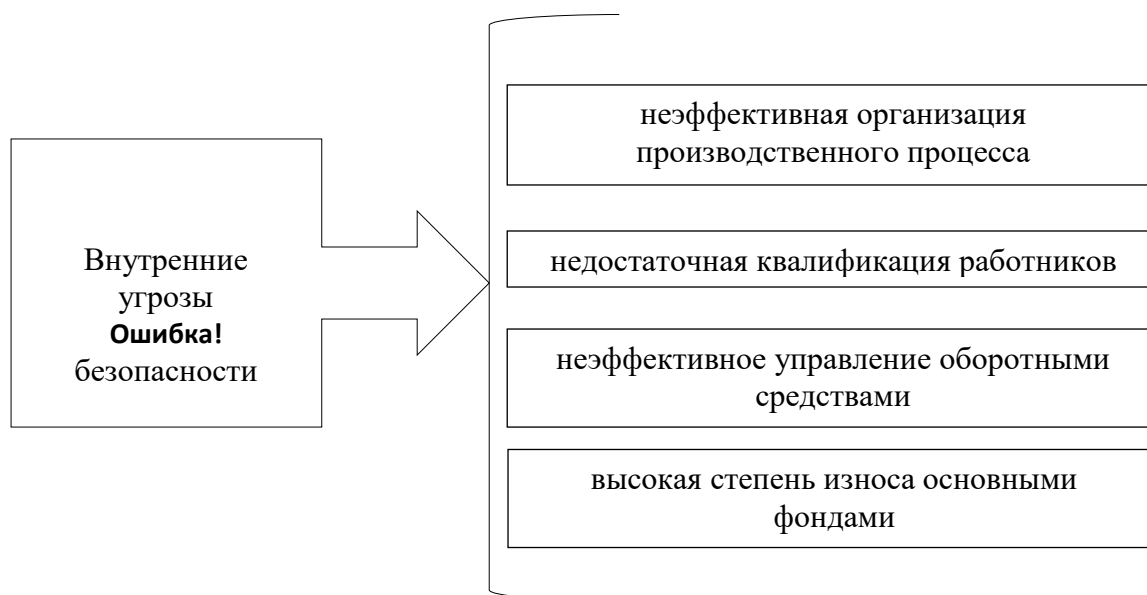 Внутренние
угрозы
Ошибка!
безопасности
неэффективная организация
производственного процесса
недостаточная квалификация работников
неэффективное управление оборотными
средствами
высокая степень износа основными
фондами